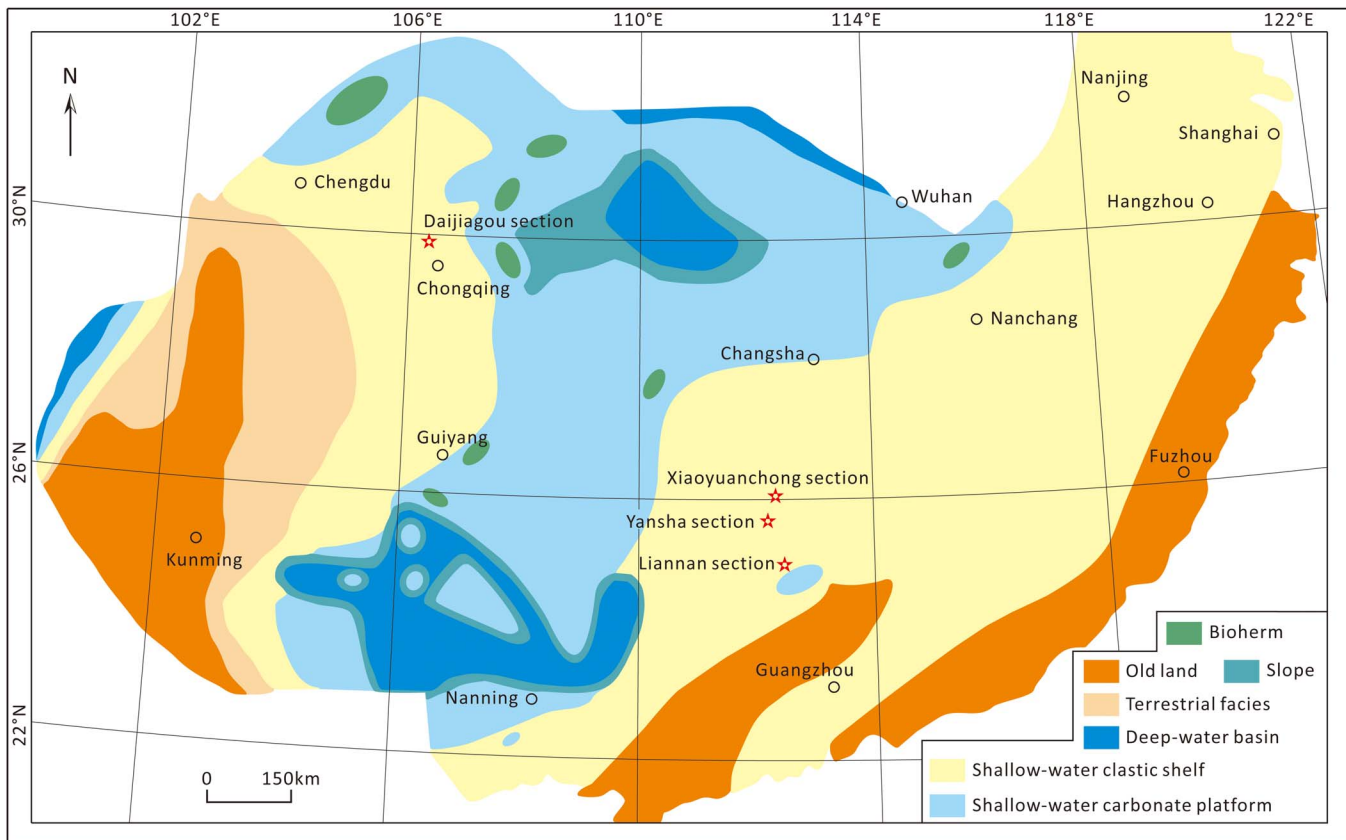 102°E 106°E 110°E 114°E 118°E 122°E
N
Nanjing
Shanghai
Chengdu
30°N
Wuhan
Hangzhou
Daijiagou section
Chongqing
Nanchang
Changsha
Guiyang
26°N
Fuzhou
Xiaoyuanchong section
Yansha section
Kunming
Liannan section
Guangzhou
Nanning
22°N
0 150km
Bioherm
Old land
Slope
Terrestrial facies
Deep-water basin
Shallow-water clastic shelf
Shallow-water carbonate platform